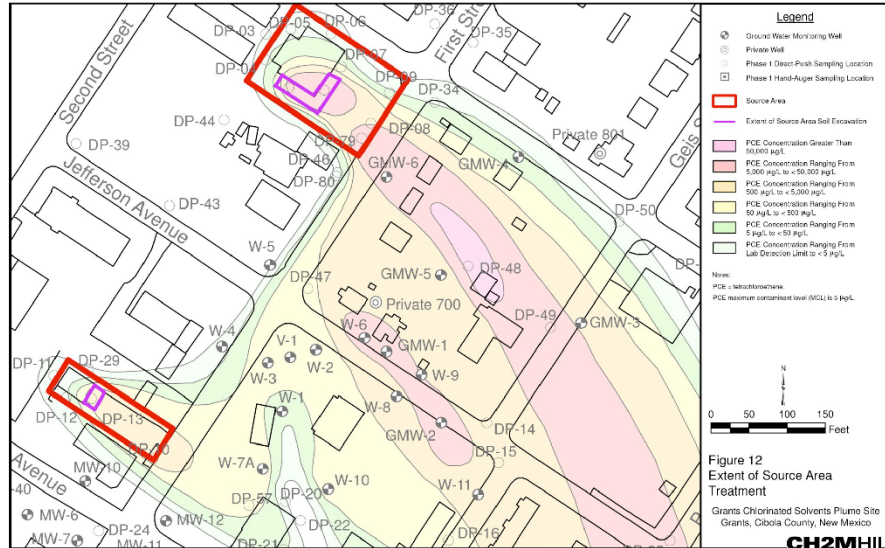 DP-05
DP-06
DP-03
DP-36
First Street
DP-35
DP-07
DP-04
DP-09
DP-34
Second Street
DP-44
DP-08
DP-79
Private 801
DP-39
DP-46
GMW-4
DP-80
GMW-6
Jefferson Avenue
DP-43
DP-50
W-5
DP-48
GMW-5
DP-47
Private 700
DP-49
GMW-3
W-6
W-4
V-1
GMW-1
W-2
DP-11
DP-29
W-3
W-9
W-1
W-8
DP-12
DP-13
GMW-2
DP-14
DP-15
Avenue
W-7A
MW-10
W-10
DP-20
W-11
-40
DP-57
MW-6
MW-12
DP-22
DP-24
DP-16
MW-7
MW-11
DP-21
Legend
Ground Water Monitoring Well
Private Well
Phase 1 Direct-Push Sampling Location
Phase 1 Hand-Auger Sampling Location
Source Area
Extent of Source Area Soil Excavation
PCE Concentration Greater Than
50,000 µg/L
PCE Concentration Ranging From
5,000 µg/L to < 50,000 µg/L
PCE Concentration Ranging From
500 µg/L to < 5,000 µg/L
PCE Concentration Ranging From
50 µg/L to < 500 µg/L
PCE Concentration Ranging From
5 µg/L to < 50 µg/L
PCE Concentration Ranging From
Lab Detection Limit to < 5 µg/L
Notes:
PCE = tetrachloroethene.
PCE maximum contaminant level (MCL) is 5 µg/L.
N
0 50 100 150
Feet
Figure 12
Extent of Source Area
Treatment
Grants Chlorinated Solvents Plume Site
Grants, Cibola County, New Mexico
CH2MHIL